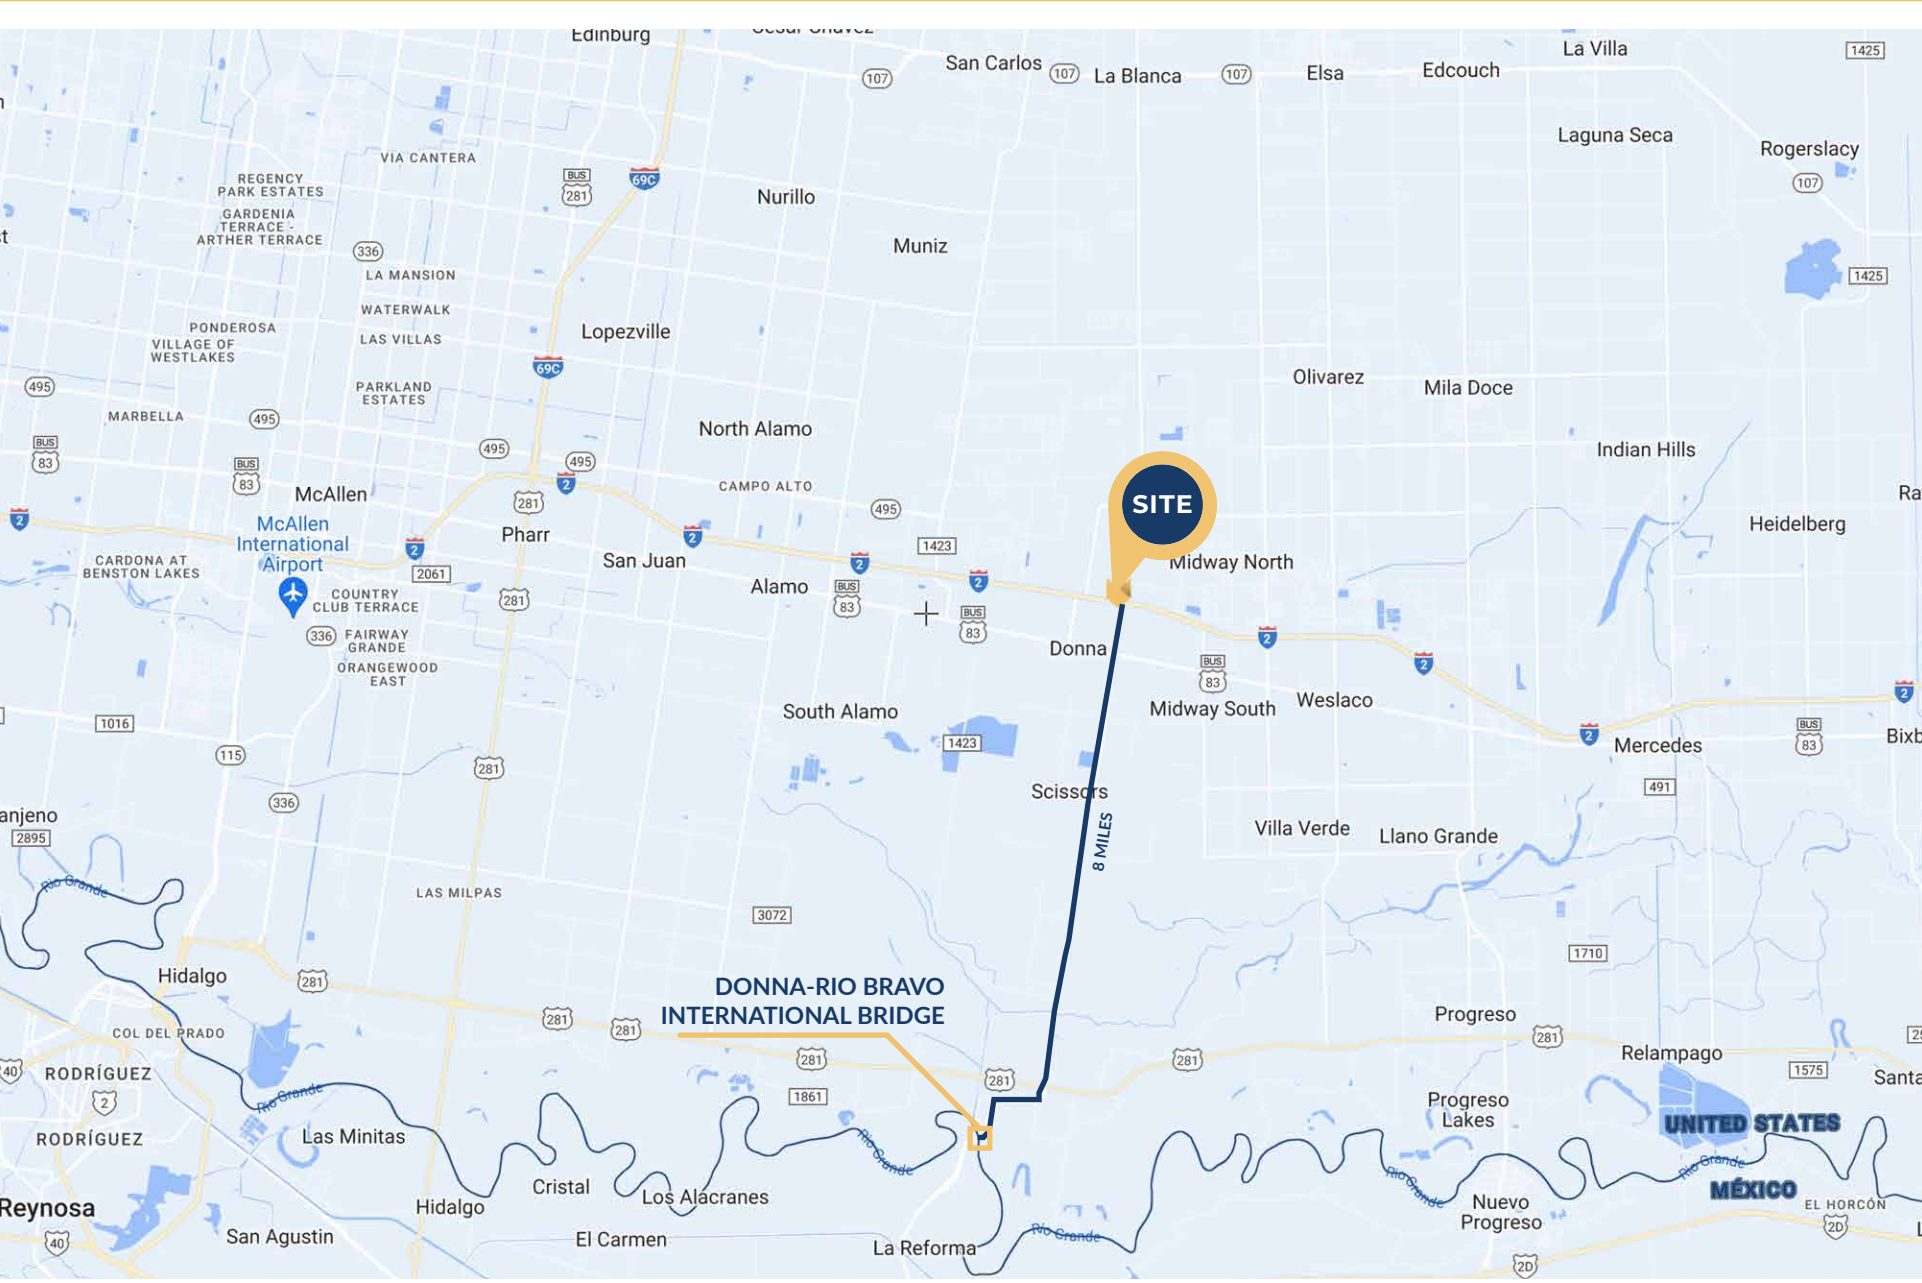 Edinburg
San Carlos
107
La Blanca
107
Elsa
Edcouch
La Villa
1425
107
Laguna Seca
Rogerslacy
107
VIA CANTERA
REGENCY
PARK ESTATES
GARDENIA
TERRACE -
ARTHER TERRACE
BUS
281
69C
Nurillo
Muniz
336
LA MANSION
WATERWALK
LAS VILLAS
1425
PONDEROSA
VILLAGE OF
WESTLAKES
Lopezville
69C
495
PARKLAND
ESTATES
MARBELLA
495
Olivarez
Mila Doce
North Alamo
BUS
83
BUS
83
495
495
Indian Hills
2
281
CAMPO ALTO
McAllen
McAllen
International
Airport
2
2
Pharr
San Juan
2
495
1423
SITE
Heidelberg
Midway North
CARDONA AT
BENSTON LAKES
2061
COUNTRY
CLUB TERRACE
281
Alamo
2
BUS
83
2
BUS
83
336
FAIRWAY
GRANDE
ORANGEWOOD
EAST
Donna
2
2
BUS
83
Weslaco
Midway South
2
1016
115
South Alamo
1423
2
Mercedes
BUS
83
491
281
336
Scissors
8 MILES
Villa Verde
Llano Grande
anjeno
2895
Rio Grande
LAS MILPAS
3072
1710
Hidalgo
281
DONNA-RIO BRAVO
INTERNATIONAL BRIDGE
281
281
281
281
281
Progreso
281
Relampago
1575
COL DEL PRADO
40
RODRÍGUEZ
2
RODRÍGUEZ
Rio Grande
1861
Las Minitas
Progreso
Lakes
UNITED STATES
Rio Grande
Rio Grande
Rio Grande
MÉXICO
Reynosa
40
San Agustin
Hidalgo
Cristal
Los Alacranes
El Carmen
La Reforma
Rio Grande
Nuevo
Progreso
2D
EL HORCÓN
2D